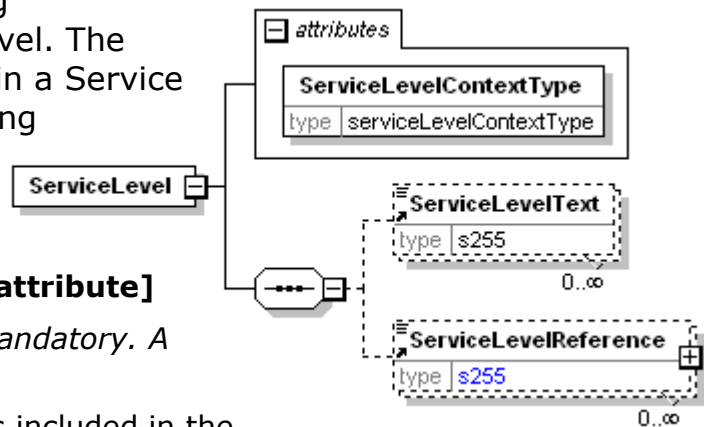 g
vel. The
in a Service
ng
attribute]
andatory. A
s included in the
attributes
ServiceLevelContextType
type serviceLevelContextType
ServiceLevel
ServiceLevelText
type s255
0..∞
ServiceLevelReference
type s255
0..∞